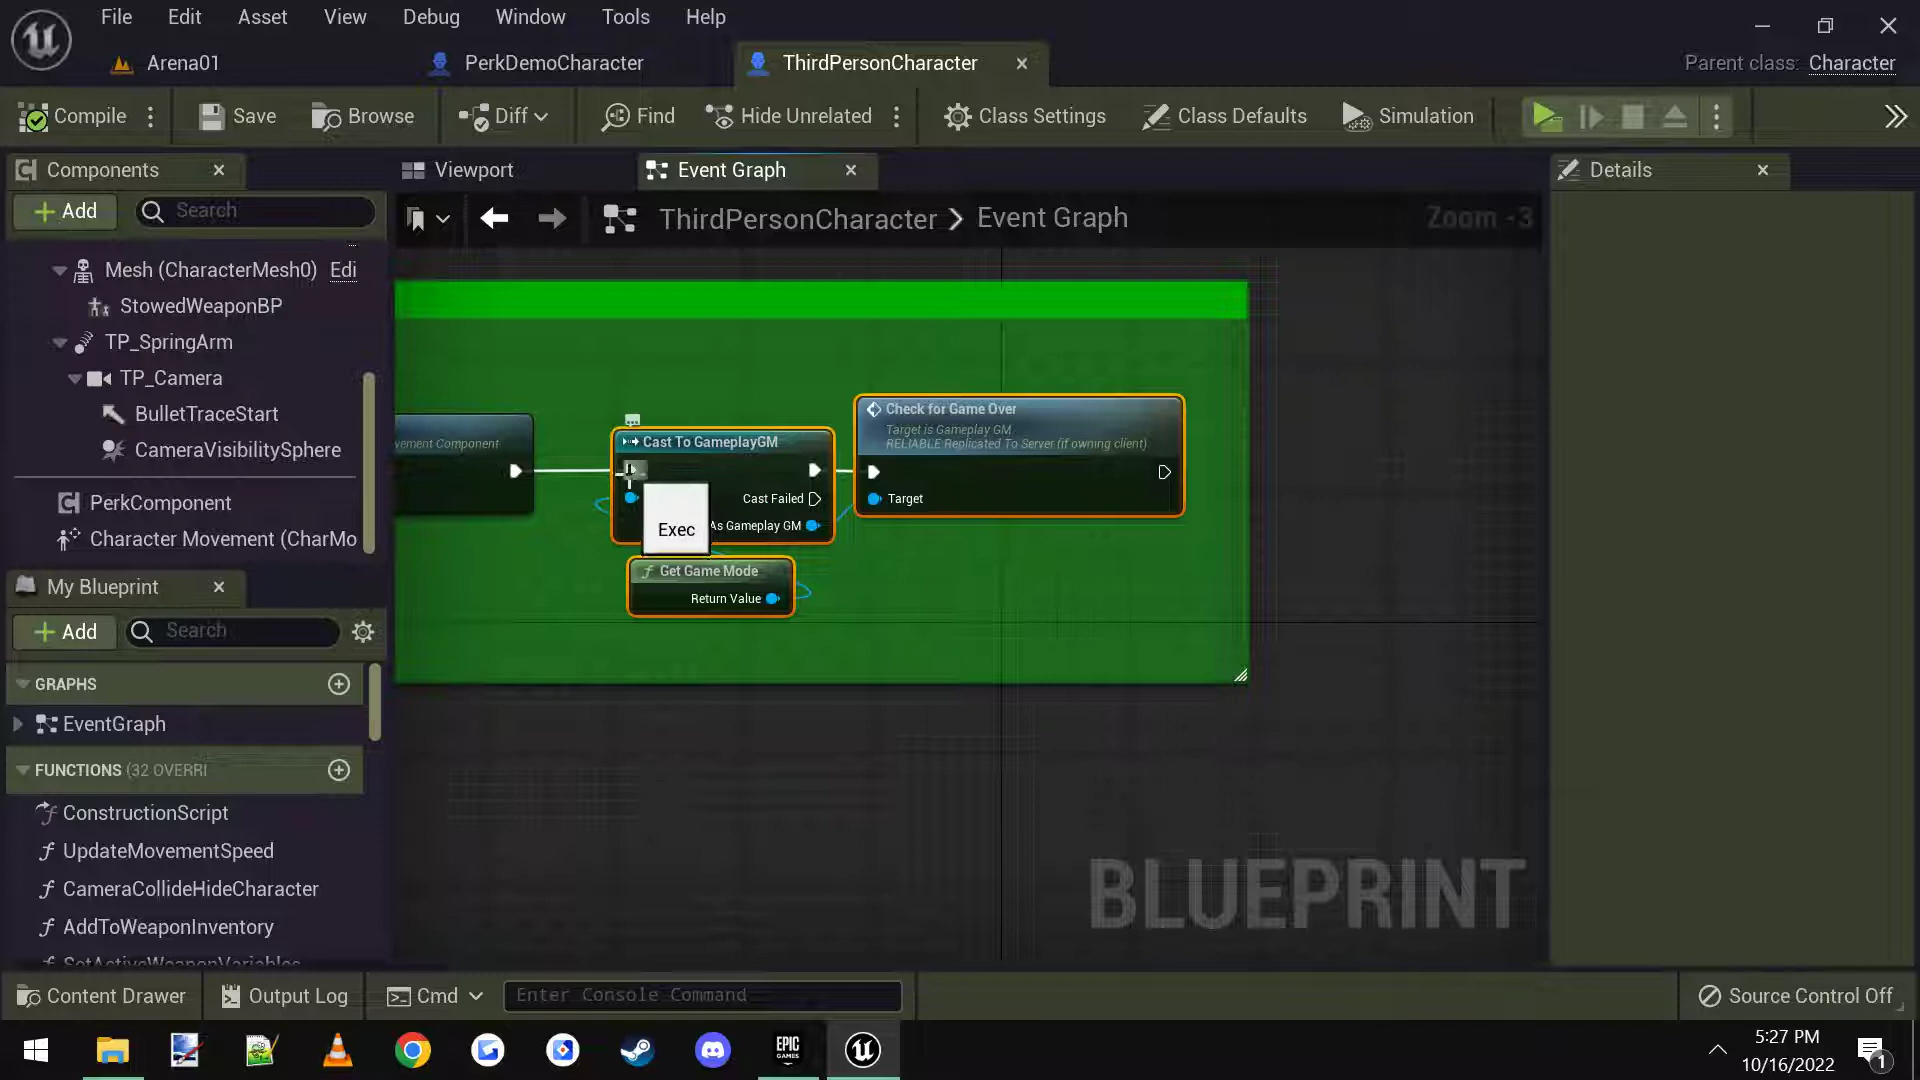 File Edit Asset View Debug Window Tools Help
Arena01 PerkDemoCharacter ThirdPersonCharacter Parent class: Character
Compile Save Browse Diff Find Hide Unrelated Class Settings Class Defaults Simulation
Components Viewport Event Graph Details
Add Search ThirdPersonCharacter Event Graph Zoom -3
Mesh (CharacterMesh0) Edi
StowedWeaponBP
TP_SpringArm
TP_Camera
BulletTraceStart
CameraVisibilitySphere
PerkComponent
Character Movement (CharMo
vement Component
Cast To GameplayGM
Cast Failed
As Gameplay GM
Exec
Get Game Mode
Return Value
Check for Game Over
Target is Gameplay GM
RELIABLE Replicated To Server (if owning client)
Target
My Blueprint
Add Search
GRAPHS
EventGraph
FUNCTIONS (32 OVERRI
ConstructionScript
UpdateMovementSpeed
CameraCollideHideCharacter
AddToWeaponInventory
SetActiveWeaponVariables
BLUEPRINT
Content Drawer Output Log Cmd Enter Console Command Source Control Off
EPIC
GAMES
5:27 PM
10/16/2022
1